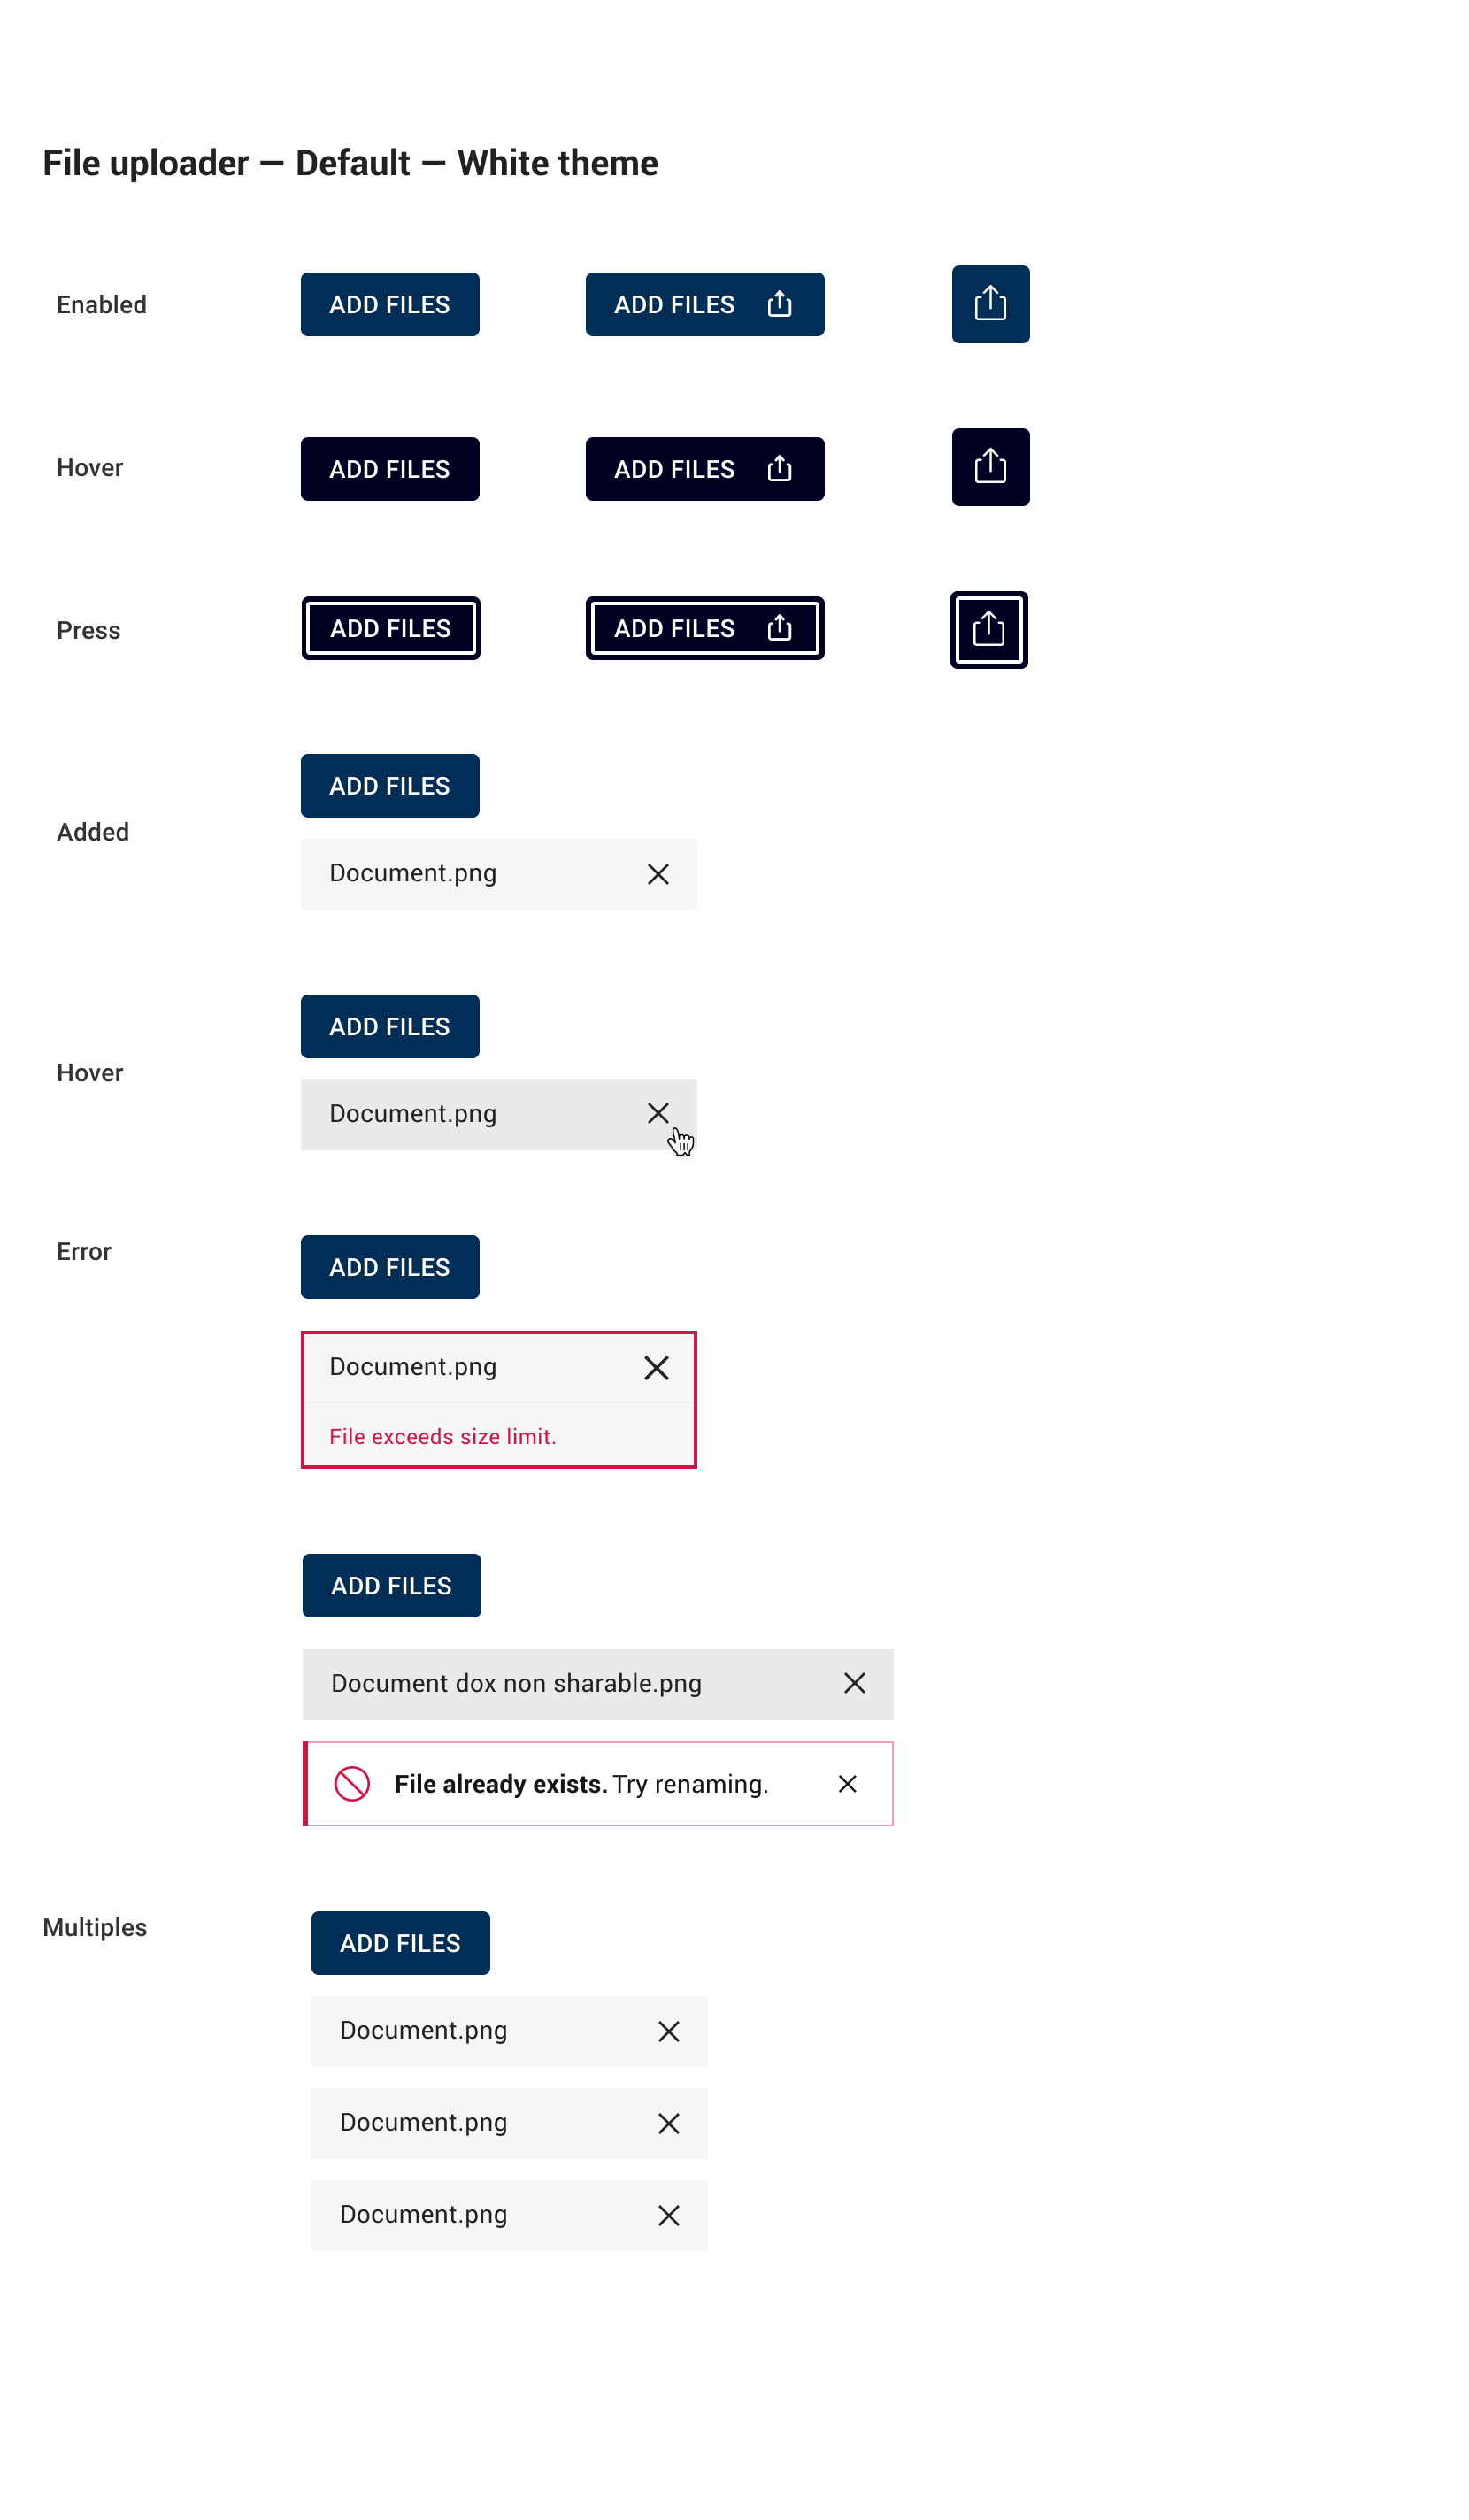 File uploader — Default — White theme
Enabled
ADD FILES
ADD FILES
Hover
ADD FILES
ADD FILES
Press
ADD FILES
ADD FILES
Added
ADD FILES
Document.png
Hover
ADD FILES
Document.png
Error
ADD FILES
Document.png
File exceeds size limit.
ADD FILES
Document dox non sharable.png
File already exists. Try renaming.
Multiples
ADD FILES
Document.png
Document.png
Document.png